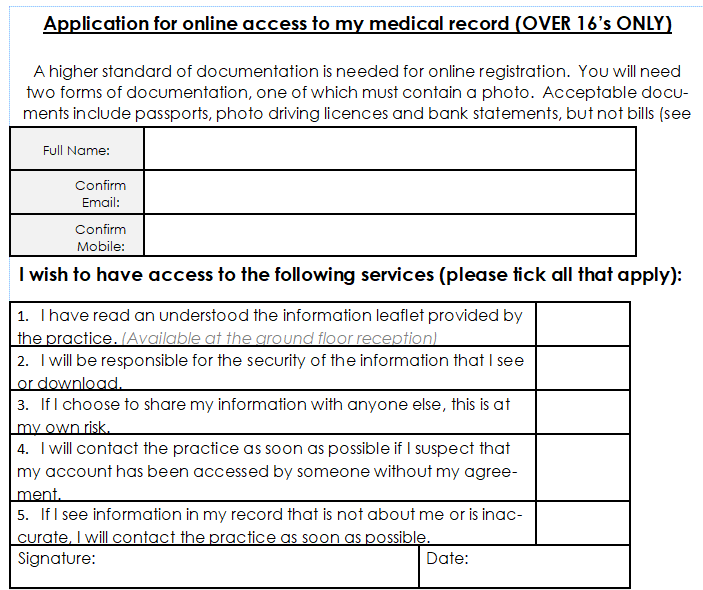 Application for online access to my medical record (OVER 16’s ONLY)
A higher standard of documentation is needed for online registration. You will need
two forms of documentation, one of which must contain a photo. Acceptable docu-
ments include passports, photo driving licences and bank statements, but not bills (see
Full Name:
Confirm
Email:
Confirm
Mobile:
I wish to have access to the following services (please tick all that apply):
1. I have read an understood the information leaflet provided by
the practice. (Available at the ground floor reception)
2. I will be responsible for the security of the information that I see
or download.
3. If I choose to share my information with anyone else, this is at
my own risk.
4. I will contact the practice as soon as possible if I suspect that
my account has been accessed by someone without my agree-
ment.
5. If I see information in my record that is not about me or is inac-
curate, I will contact the practice as soon as possible.
Signature:
Date: